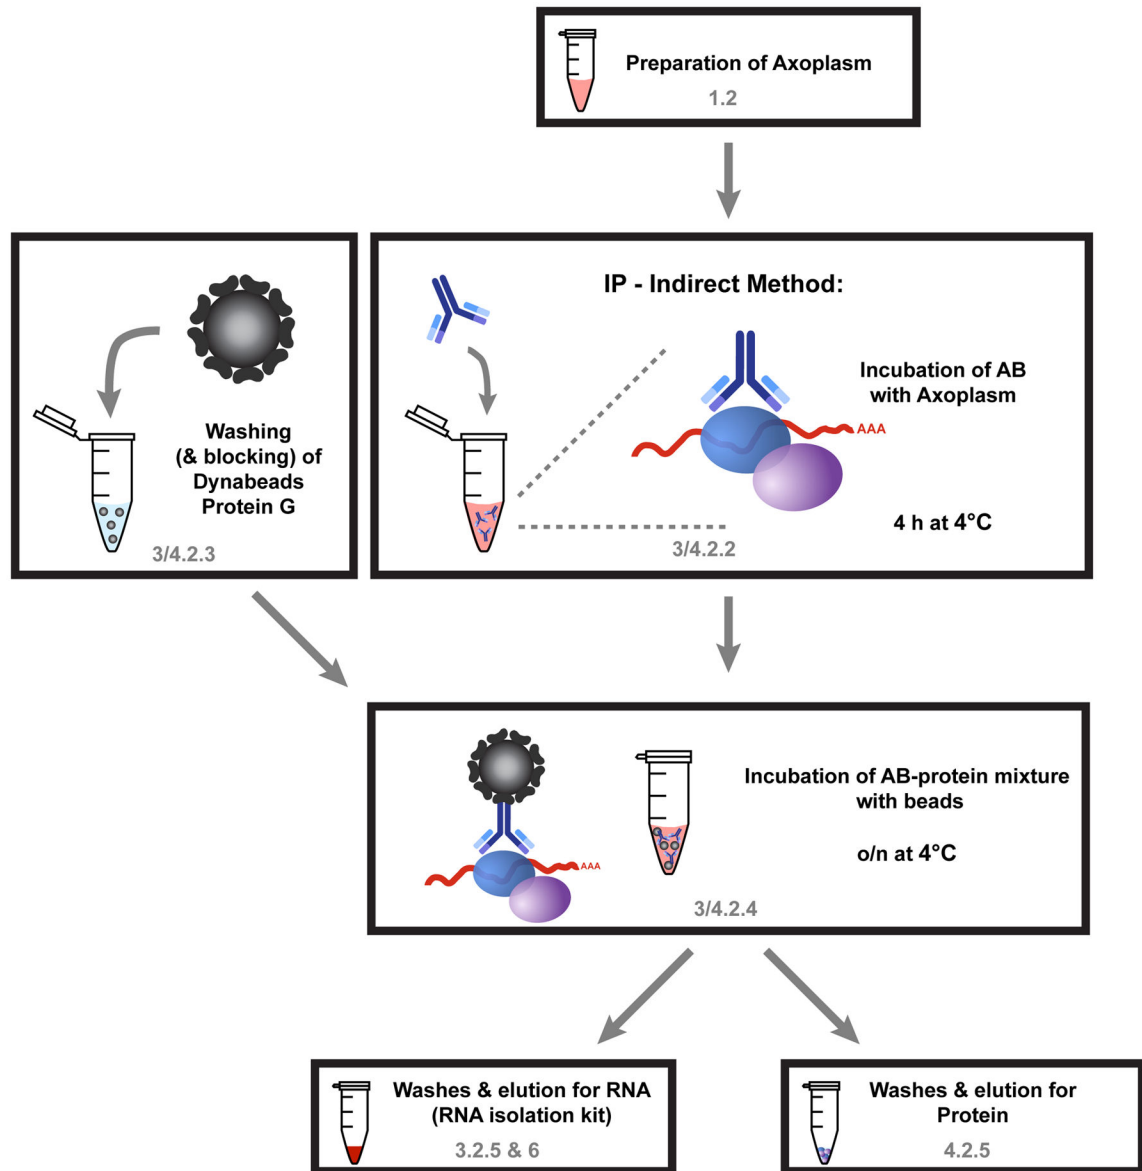 Preparation of Axoplasm
1.2
Washing
(& blocking) of
Dynabeads
Protein G
3/4.2.3
IP - Indirect Method:
Incubation of AB
with Axoplasm
AAA
4 h at 4°C
3/4.2.2
Incubation of AB-protein mixture
with beads
AAA
o/n at 4°C
3/4.2.4
Washes & elution for RNA
(RNA isolation kit)
3.2.5 & 6
Washes & elution for
Protein
4.2.5